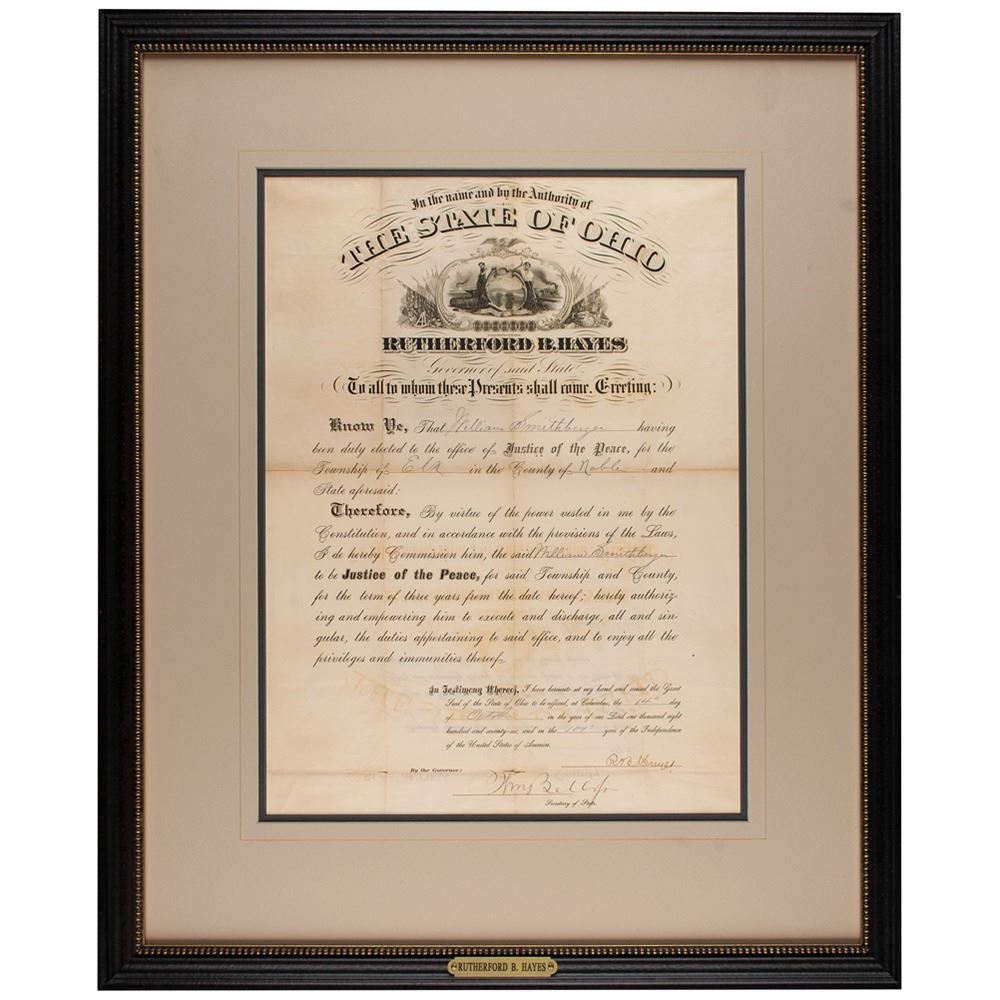 In the name and by the Authority of
THE STATE OF OHIO
RUTHERFORD B. HAYES
Governor of said State
To all to whom these Presents shall come, Greeting:
Know Ye, That William Smithberger having
been duly elected to the office of Justice of the Peace, for the
Township of Elk in the County of Noble and
State aforesaid:
Therefore, By virtue of the power vested in me by the
Constitution, and in accordance with the provisions of the Laws,
I do hereby Commission him, the said William Smithberger
to be Justice of the Peace, for said Township and County,
for the term of three years from the date hereof; hereby authoriz-
ing and empowering him to execute and discharge, all and sin-
gular, the duties appertaining to said office, and to enjoy all the
privileges and immunities thereof.
In Testimony Whereof, I have hereunto set my hand and caused the Great
Seal of the State of Ohio to be affixed, at Columbus, the 14th day
of October in the year of our Lord one thousand eight
hundred and seventy-six, and in the 101st year of the Independence
of the United States of America.
R B Hayes
By the Governor:
Secretary of State.
RUTHERFORD B. HAYES